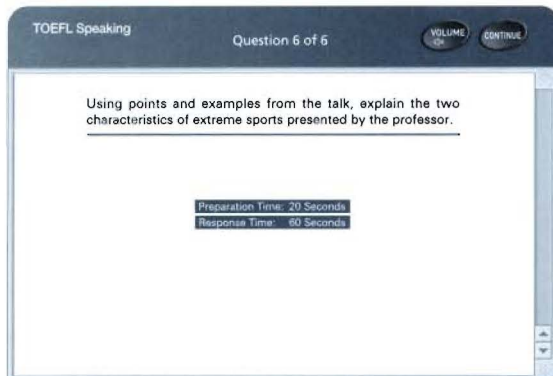 TOEFL Speaking
Question 6 of 6
VOLUME
CONTINUE
Using points and examples from the talk, explain the two
characteristics of extreme sports presented by the professor.
Preparation Time: 20 Seconds
Response Time: 60 Seconds